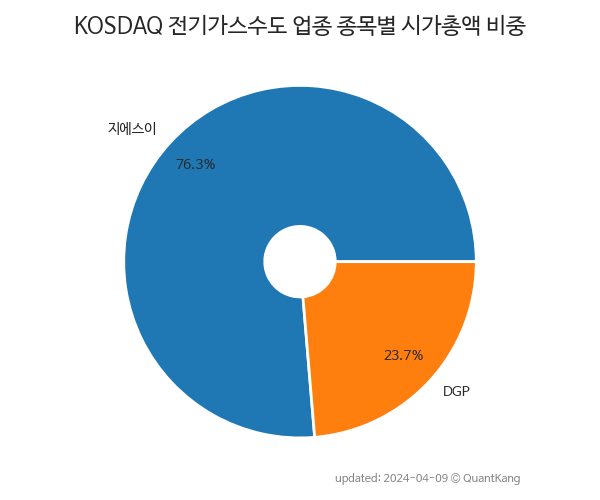 KOSDAQ 전기가스수도 업종 종목별 시가총액 비중
지에스이
76.3%
23.7%
DGP
updated: 2024-04-09 © QuantKang